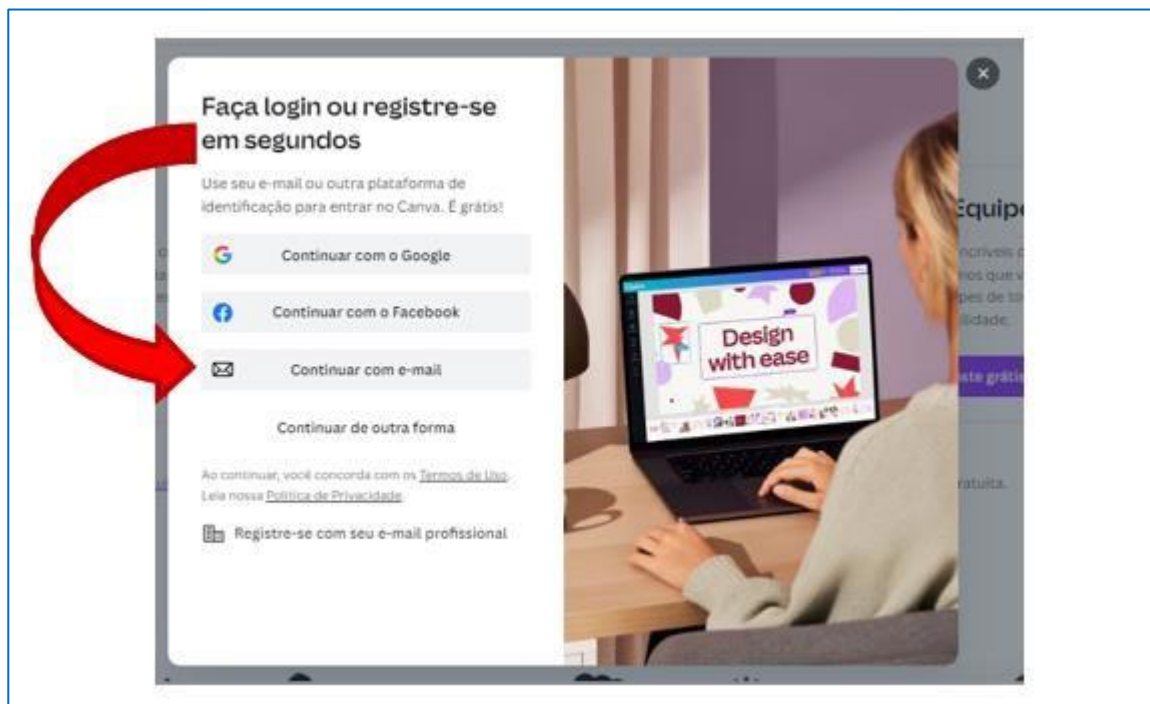 Faça login ou registre-se
em segundos
Use seu e-mail ou outra plataforma de
identificação para entrar no Canva. É grátis!
Continuar com o Google
Continuar com o Facebook
Continuar com e-mail
Continuar de outra forma
Ao continuar, você concorda com os Termos de Uso.
Leia nossa Política de Privacidade.
Registre-se com seu e-mail profissional
Design
with ease
Equipe